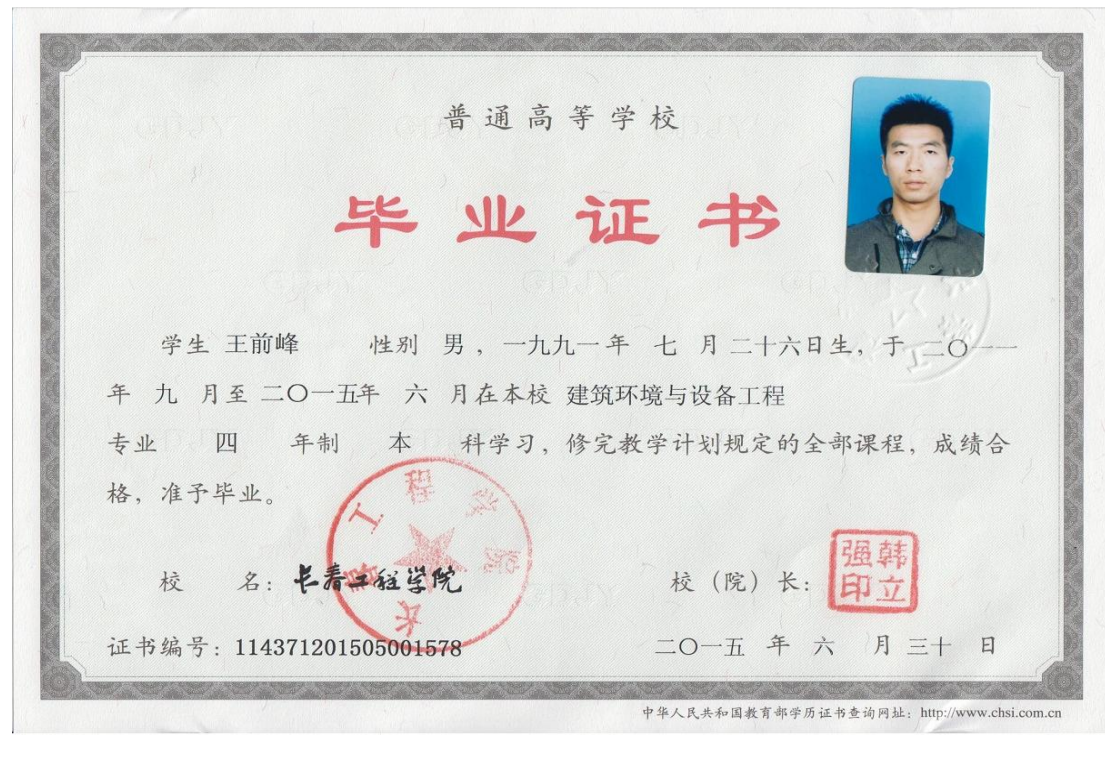 普通高等学校
毕业证书
学生 王前峰 性别 男，一九九一年 七 月二十六日生，于 二〇一一
年 九 月至 二〇一五年 六 月在本校 建筑环境与设备工程
专业 四 年制 本 科学习，修完教学计划规定的全部课程，成绩合
格，准予毕业。
长春工程学院
校 名：长春工程学院
校（院）长：
韩立强印
证书编号：114371201505001578
二〇一五 年 六 月 三十 日
中华人民共和国教育部学历证书查询网址：http://www.chsi.com.cn